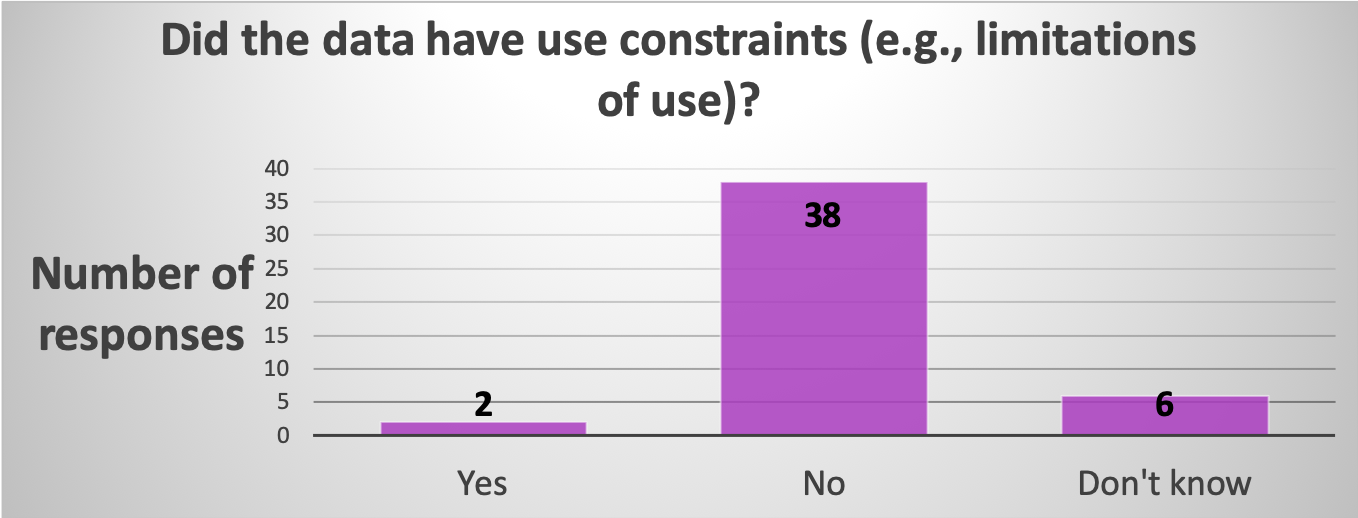 Did the data have use constraints (e.g., limitations
of use)?
Number of
responses
40
35
30
25
20
15
10
5
0
2
38
6
Yes
No
Don't know